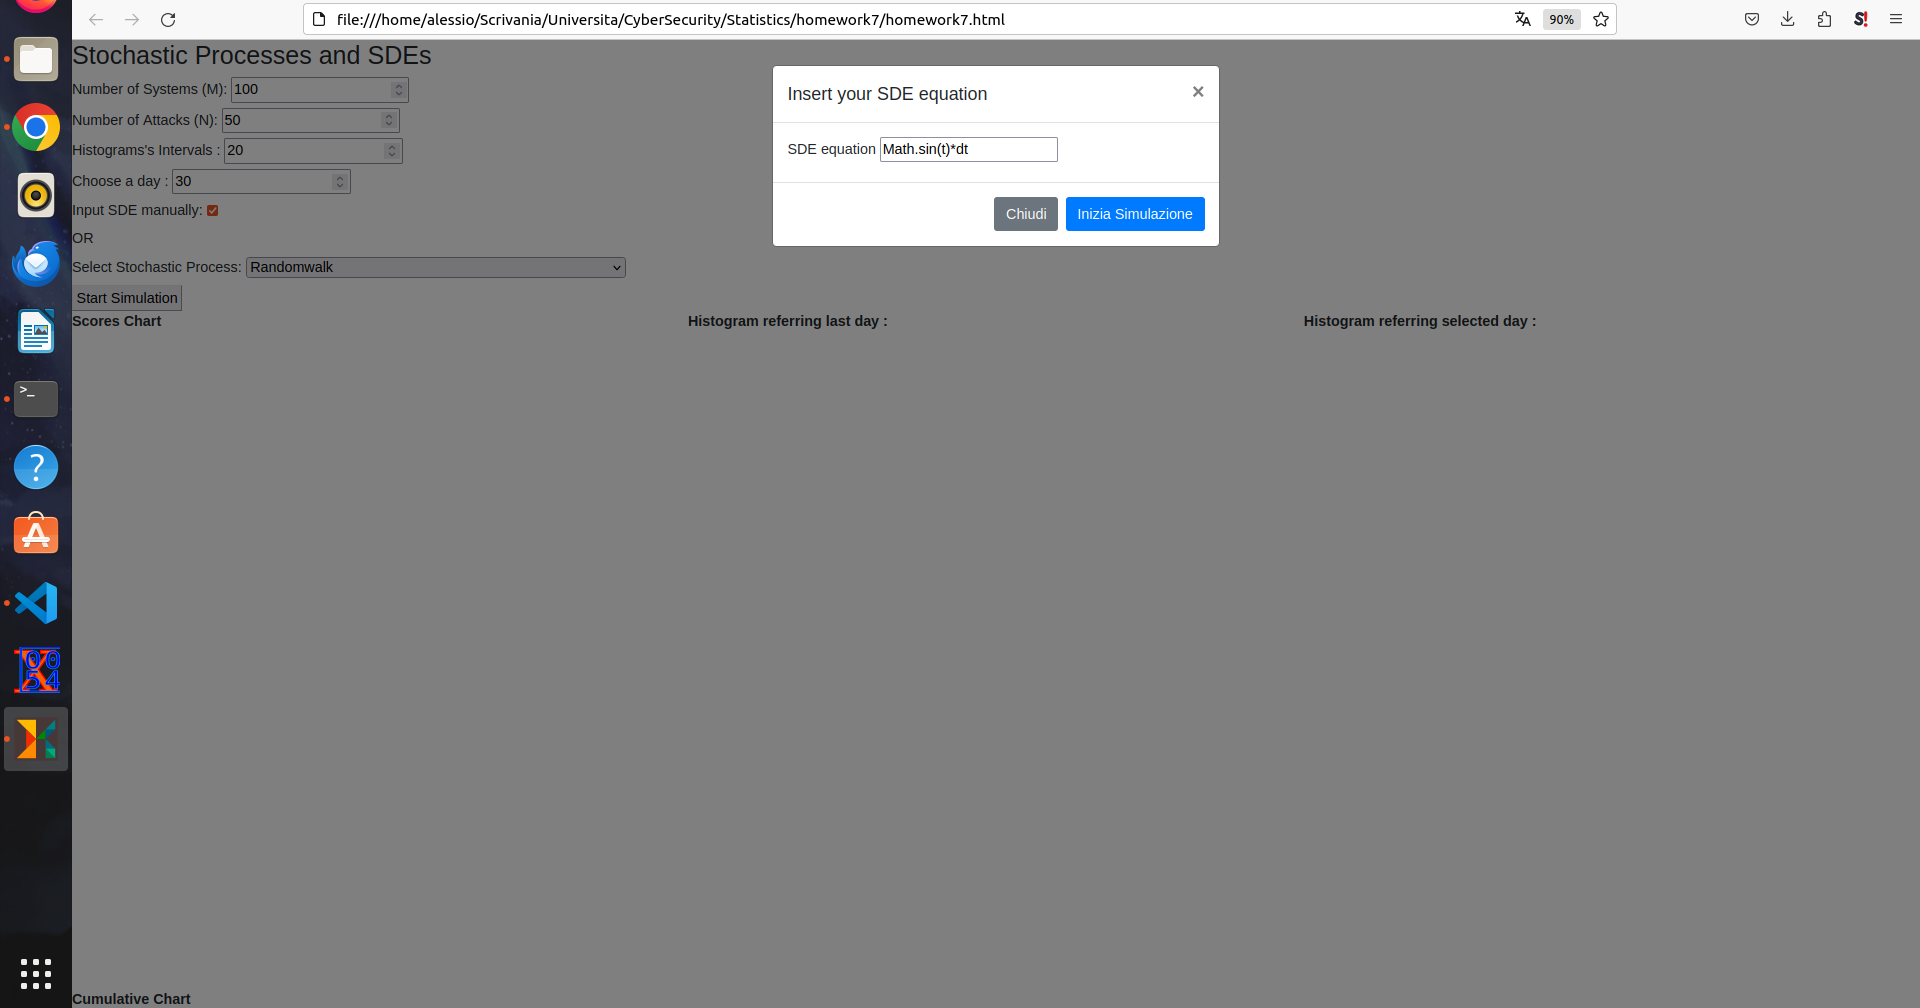 file:///home/alessio/Scrivania/Universita/CyberSecurity/Statistics/homework7/homework7.html
90%
S!
Stochastic Processes and SDEs
Number of Systems (M): 100
Number of Attacks (N): 50
Histograms's Intervals : 20
Choose a day : 30
Input SDE manually:
OR
Select Stochastic Process: Randomwalk
Start Simulation
Insert your SDE equation
×
SDE equation Math.sin(t)*dt
Chiudi Inizia Simulazione
Scores Chart
Histogram referring last day :
Histogram referring selected day :
Cumulative Chart
>_
?
A
00
54